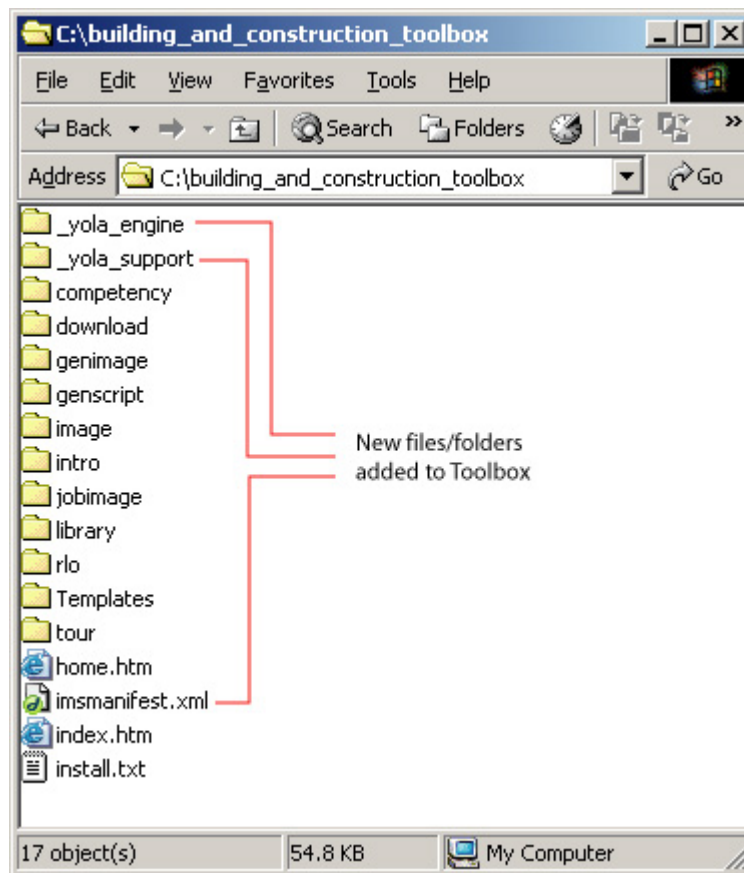 C:\building_and_construction_toolbox
File Edit View Favorites Tools Help
Back Search Folders »
Address C:\building_and_construction_toolbox Go
_yola_engine
_yola_support
competency
download
genimage
genscript
image
intro
jobimage
library
rlo
Templates
tour
home.htm
imsmanifest.xml
index.htm
install.txt
New files/folders
added to Toolbox
17 object(s) 54.8 KB My Computer